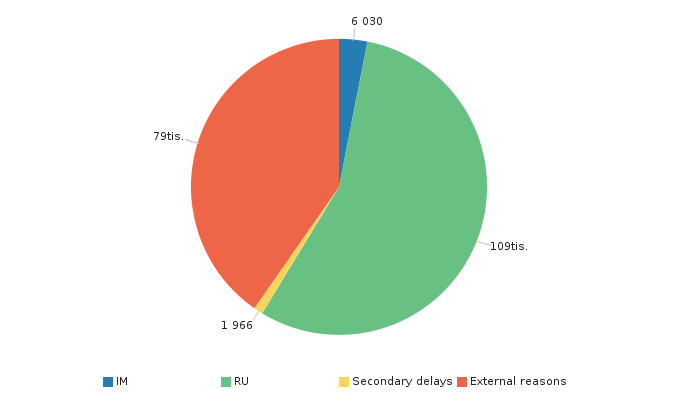 6 030
79tis.
109tis.
1 966
IM RU Secondary delays External reasons